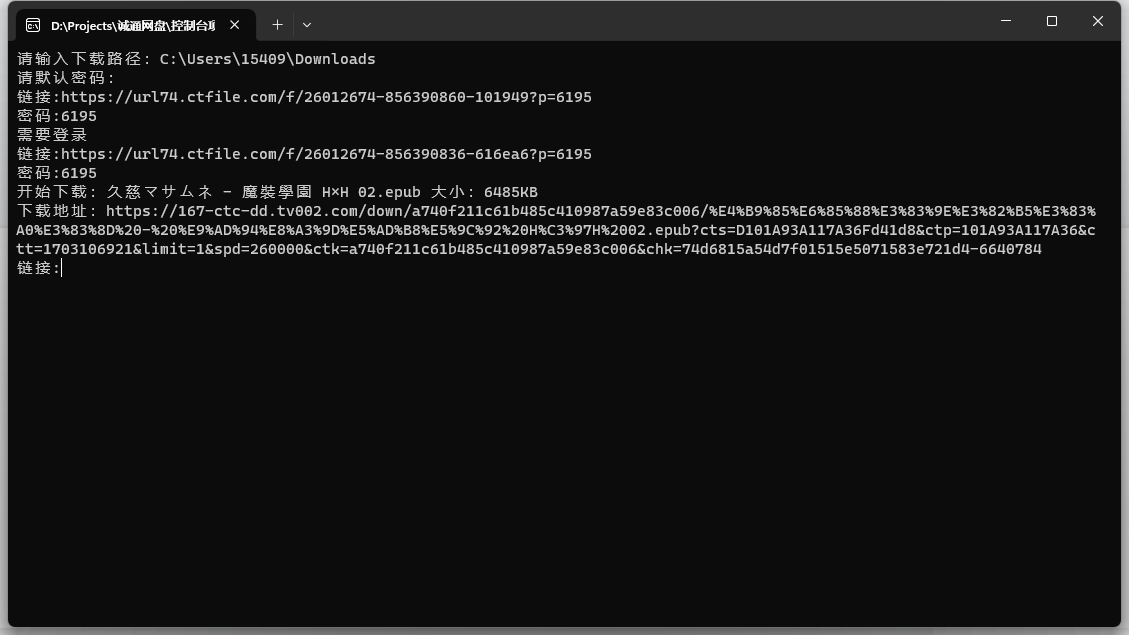 D:\Projects\诚通网盘\控制台项
请输入下载路径: C:\Users\15409\Downloads
请默认密码:
链接:https://url74.ctfile.com/f/26012674-856390860-101949?p=6195
密码:6195
需要登录
链接:https://url74.ctfile.com/f/26012674-856390836-616ea6?p=6195
密码:6195
开始下载: 久慈マサムネ - 魔裝學園 H×H 02.epub 大小: 6485KB
下载地址: https://167-ctc-dd.tv002.com/down/a740f211c61b485c410987a59e83c006/%E4%B9%85%E6%85%88%E3%83%9E%E3%82%B5%E3%83%
A0%E3%83%8D%20-%20%E9%AD%94%E8%A3%9D%E5%AD%B8%E5%9C%92%20H%C3%97H%2002.epub?cts=D101A93A117A36Fd41d8&ctp=101A93A117A36&c
tt=1703106921&limit=1&spd=260000&ctk=a740f211c61b485c410987a59e83c006&chk=74d6815a54d7f01515e5071583e721d4-6640784
链接: